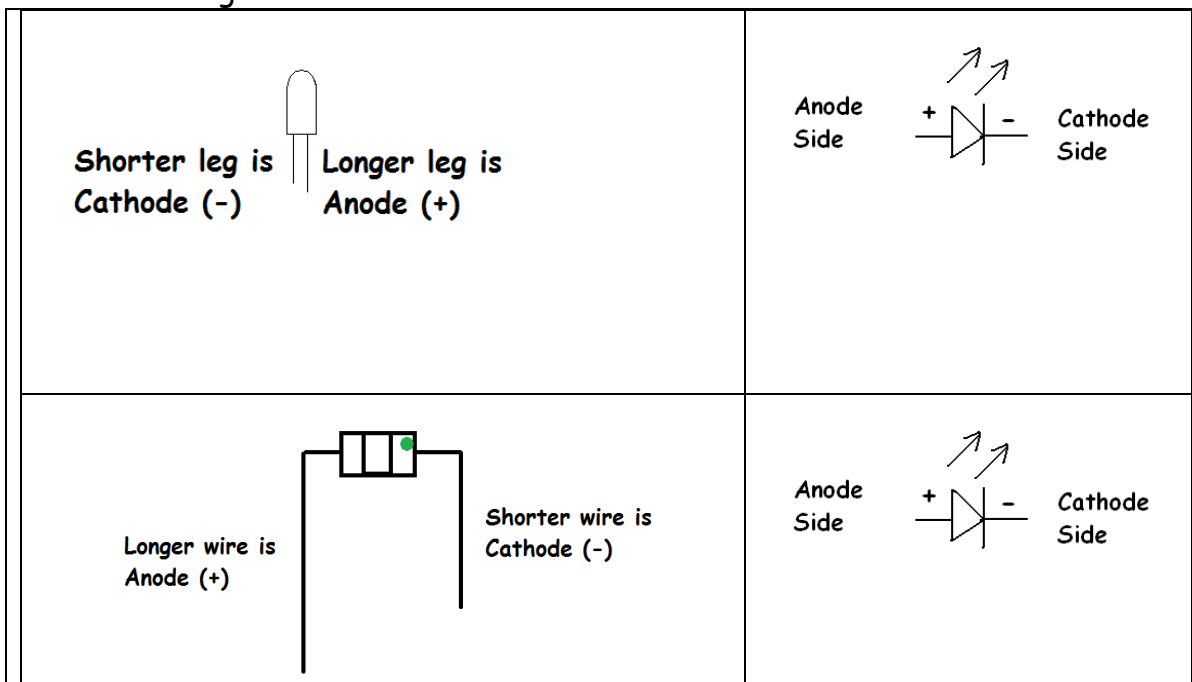 Shorter leg is
Cathode (-)
Longer leg is
Anode (+)
Anode
Side
+
-
Cathode
Side
Longer wire is
Anode (+)
Shorter wire is
Cathode (-)
Anode
Side
+
-
Cathode
Side